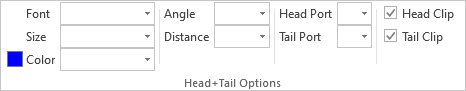 Font Angle Head Port Head Clip
Size Distance Tail Port Tail Clip
Color
Head+Tail Options